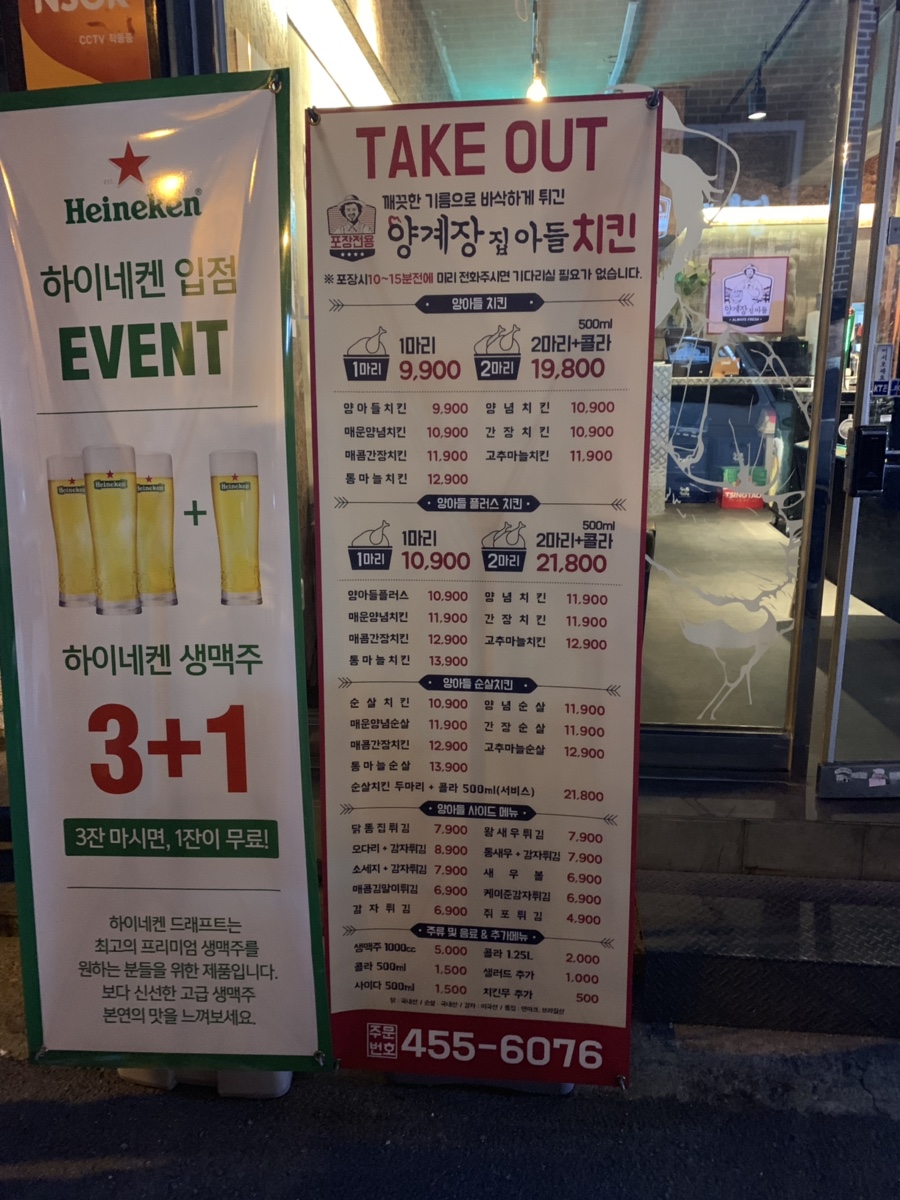 CCTV 작동중
Heineken
하이네켄 입점
EVENT
Heineken
Heineken
Heineken
+
Heineken
하이네켄 생맥주
3+1
3잔 마시면, 1잔이 무료!
하이네켄 드래프트는
최고의 프리미엄 생맥주를
원하는 분들을 위한 제품입니다.
보다 신선한 고급 생맥주
본연의 맛을 느껴보세요.
TAKE OUT
깨끗한 기름으로 바삭하게 튀긴
포장전용
양계장 집 아들 치킨
※ 포장시 10~15분전에 미리 전화주시면 기다리실 필요가 없습니다.
양아들 치킨
1마리 1마리 9,900
2마리 500ml 2마리+콜라 19,800
양아들치킨 9,900 양념치킨 10,900
매운양념치킨 10,900 간장치킨 10,900
매콤간장치킨 11,900 고추마늘치킨 11,900
통마늘치킨 12,900
양아들 플러스 치킨
1마리 1마리 10,900
2마리 500ml 2마리+콜라 21,800
양아들플러스 10,900 양념치킨 11,900
매운양념치킨 11,900 간장치킨 11,900
매콤간장치킨 12,900 고추마늘치킨 12,900
통마늘치킨 13,900
양아들 순살치킨
순살치킨 10,900 양념순살 11,900
매운양념순살 11,900 간장순살 11,900
매콤간장치킨 12,900 고추마늘순살 12,900
통마늘순살 13,900
순살치킨 두마리 + 콜라 500ml(서비스) 21,800
양아들 사이드 메뉴
닭똥집튀김 7,900 왕새우튀김 7,900
오다리 + 감자튀김 8,900 통새우 + 감자튀김 7,900
소세지 + 감자튀김 7,900 새우볼 6,900
매콤김말이튀김 6,900 케이준감자튀김 6,900
감자튀김 6,900 쥐포튀김 4,900
주류 및 음료 & 추가메뉴
생맥주 1000cc 5,000 콜라 1.25L 2,000
콜라 500ml 1,500 샐러드 추가 1,000
사이다 500ml 1,500 치킨무 추가 500
주문번호 455-6076
양계장 집 아들
ALWAYS FRESH
TSINGTAO